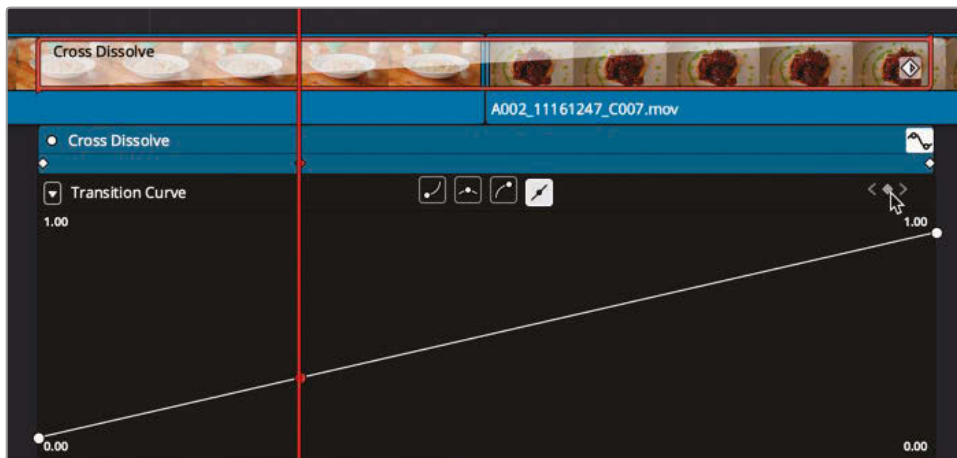 Cross Dissolve
A002_11161247_C007.mov
Cross Dissolve
Transition Curve
1.00 1.00
0.00 0.00